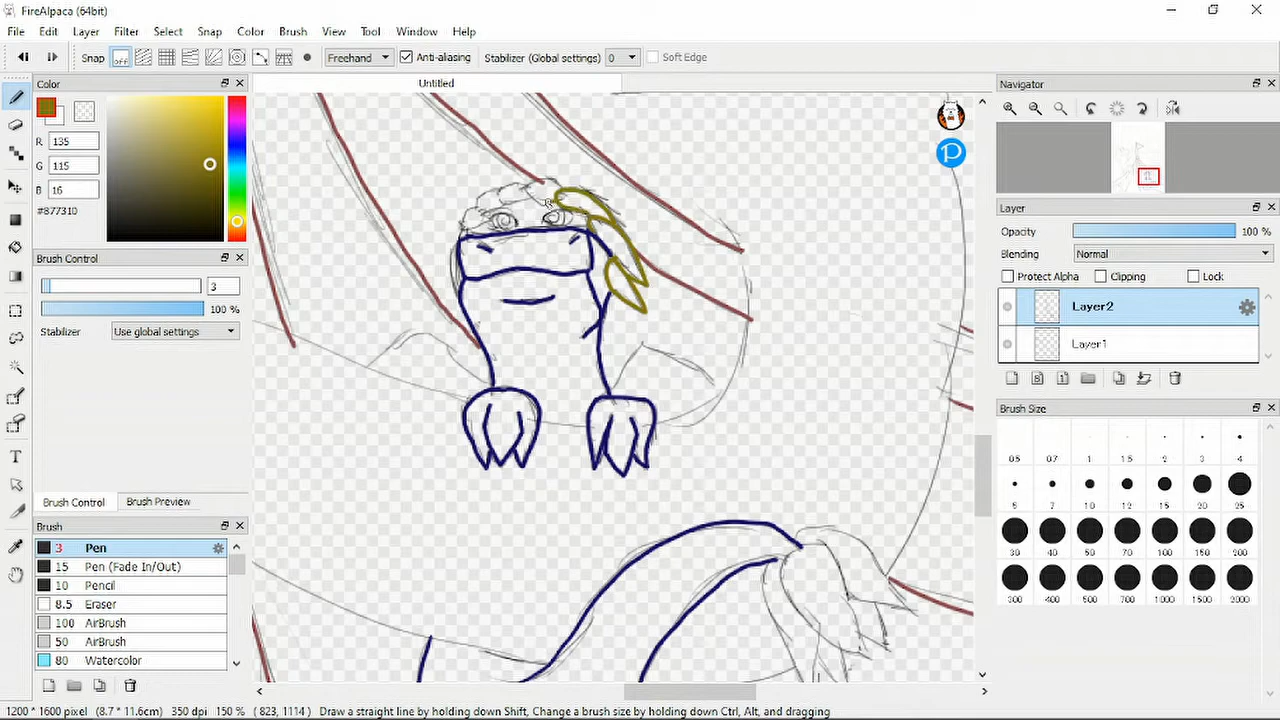 FireAlpaca (64bit)
File Edit Layer Filter Select Snap Color Brush View Tool Window Help
Snap off Freehand Anti-aliasing Stabilizer (Global settings) 0 Soft Edge
Color
R 135
G 115
B 16
#877310
Brush Control
3
100 %
Stabilizer Use global settings
Brush Control Brush Preview
Brush
3 Pen
15 Pen (Fade In/Out)
10 Pencil
8.5 Eraser
100 AirBrush
50 AirBrush
80 Watercolor
Untitled
P
Navigator
Layer
Opacity 100 %
Blending Normal
Protect Alpha Clipping Lock
Layer2
Layer1
8 1
Brush Size
0.5 0.7 1 1.5 2 3 4
5 7 10 12 15 20 25
30 40 50 70 100 150 200
300 400 500 700 1000 1500 2000
1200 * 1600 pixel (8.7 * 11.6cm) 350 dpi 150 % ( 823, 1114 ) Draw a straight line by holding down Shift, Change a brush size by holding down Ctrl, Alt, and dragging